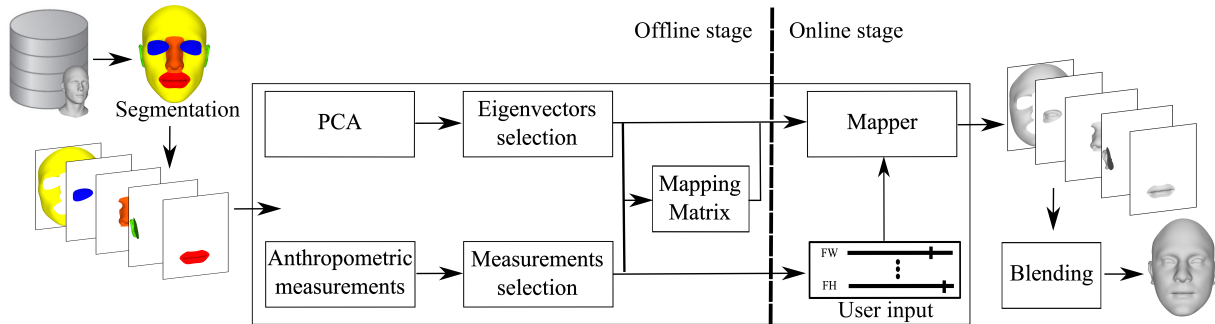 Offline stage
Online stage
Segmentation
PCA
Eigenvectors
selection
Mapper
Mapping
Matrix
Anthropometric
measurements
Measurements
selection
FW
FH
User input
Blending